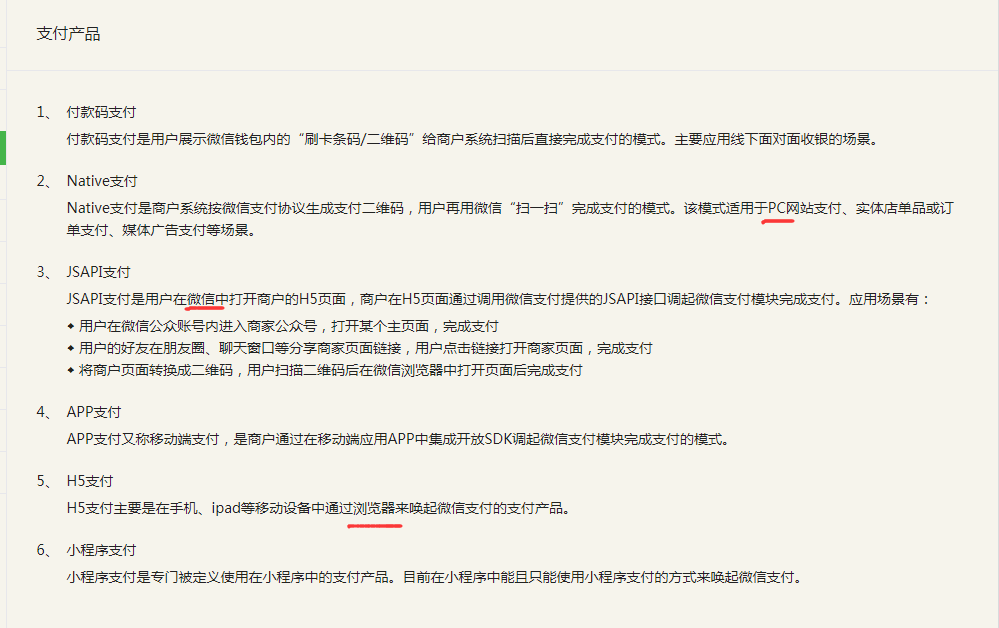 支付产品
1、 付款码支付
付款码支付是用户展示微信钱包内的“刷卡条码/二维码”给商户系统扫描后直接完成支付的模式。主要应用线下面对面收银的场景。
2、 Native支付
Native支付是商户系统按微信支付协议生成支付二维码，用户再用微信“扫一扫”完成支付的模式。该模式适用于PC网站支付、实体店单品或订
单支付、媒体广告支付等场景。
3、 JSAPI支付
JSAPI支付是用户在微信中打开商户的H5页面，商户在H5页面通过调用微信支付提供的JSAPI接口调起微信支付模块完成支付。应用场景有：
◆ 用户在微信公众账号内进入商家公众号，打开某个主页面，完成支付
◆ 用户的好友在朋友圈、聊天窗口等分享商家页面链接，用户点击链接打开商家页面，完成支付
◆ 将商户页面转换成二维码，用户扫描二维码后在微信浏览器中打开页面后完成支付
4、 APP支付
APP支付又称移动端支付，是商户通过在移动端应用APP中集成开放SDK调起微信支付模块完成支付的模式。
5、 H5支付
H5支付主要是在手机、ipad等移动设备中通过浏览器来唤起微信支付的支付产品。
6、 小程序支付
小程序支付是专门被定义使用在小程序中的支付产品。目前在小程序中能且只能使用小程序支付的方式来唤起微信支付。